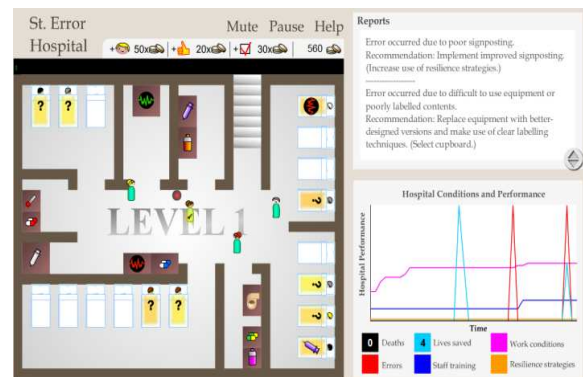 St. Error
Hospital
Mute Pause Help
+ 50x | + 20x | + 30x 560
? ?
?
LEVEL 1
?
? ?
?
?
Reports
Error occurred due to poor signposting.
Recommendation: Implement improved signposting.
(Increase use of resilience strategies.)
Error occurred due to difficult to use equipment or
poorly labelled contents.
Recommendation: Replace equipment with better-
designed versions and make use of clear labelling
techniques. (Select cupboard.)
Hospital Conditions and Performance
Hospital Performance
Time
0 Deaths 4 Lives saved Work conditions
Errors Staff training Resilience strategies